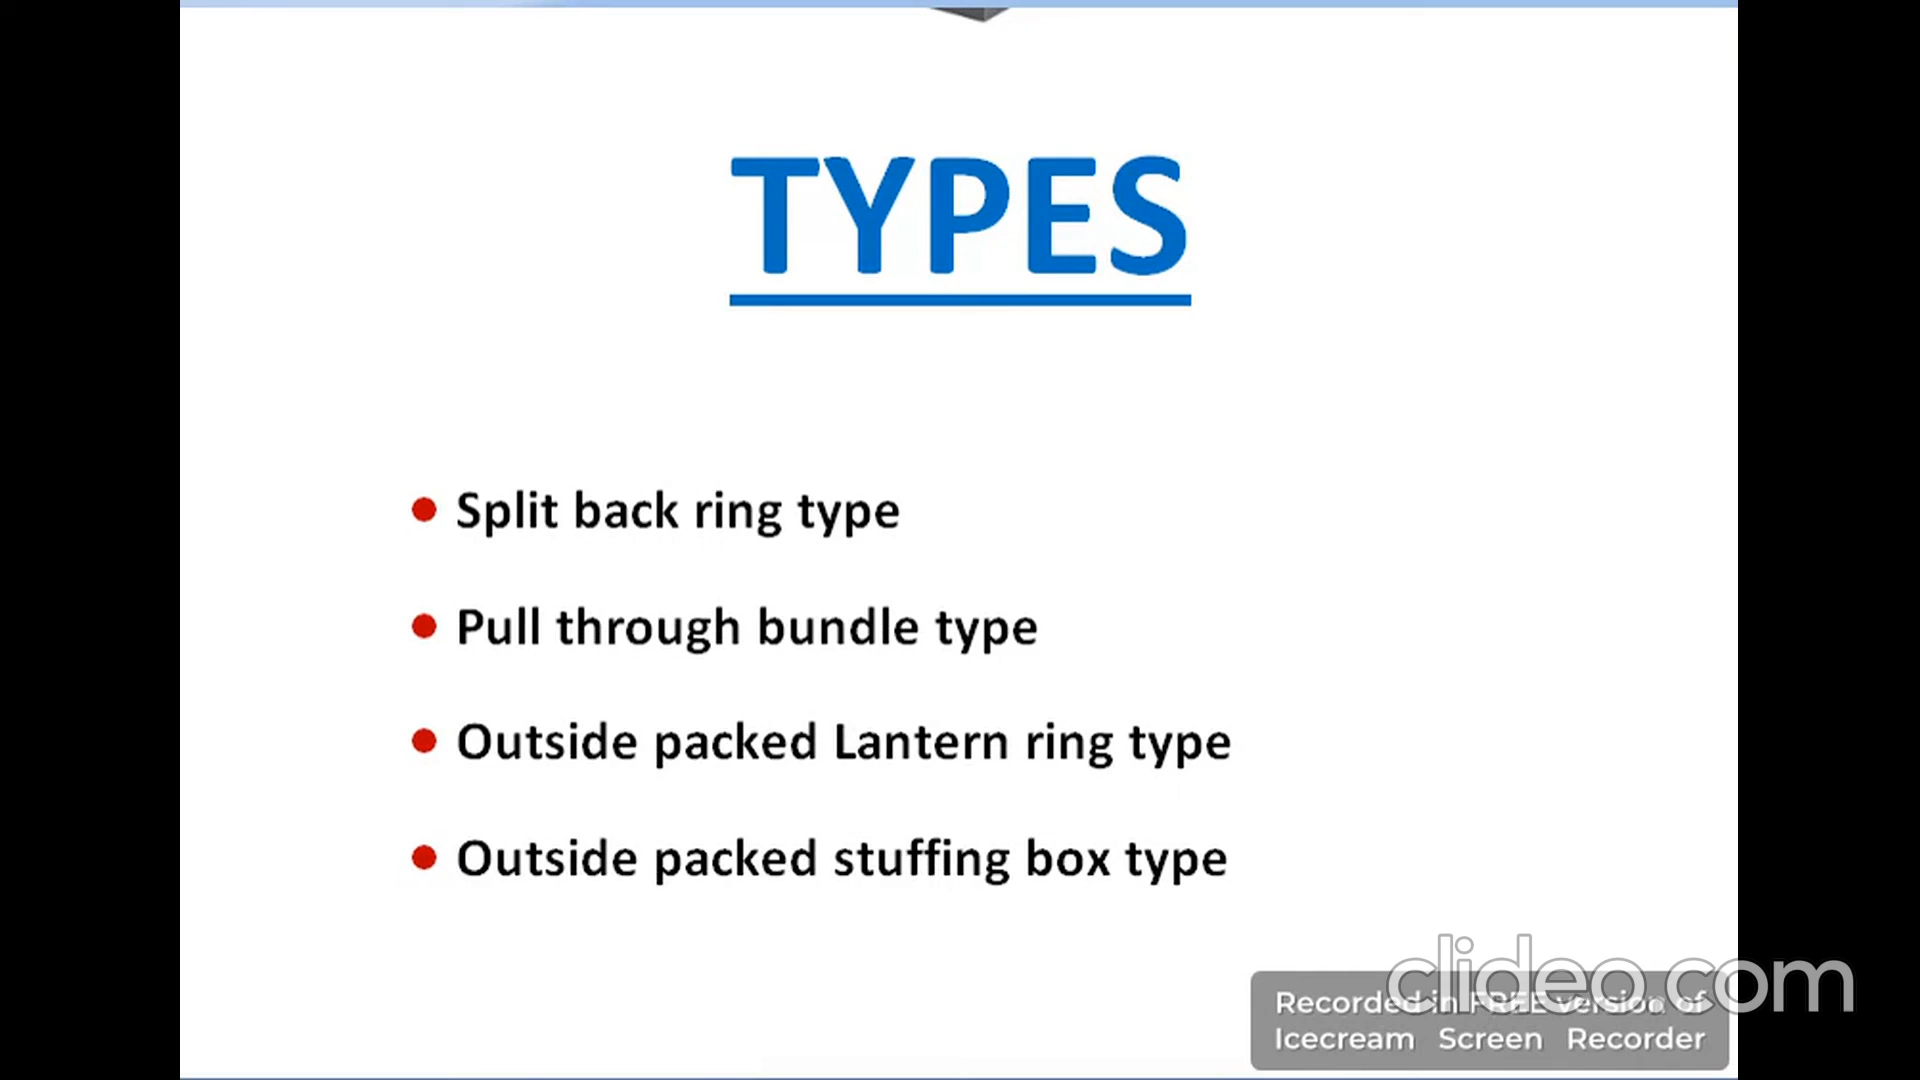 TYPES
Split back ring type
Pull through bundle type
Outside packed Lantern ring type
Outside packed stuffing box type
clideo.com
Recorded in FREE version of
Icecream Screen Recorder